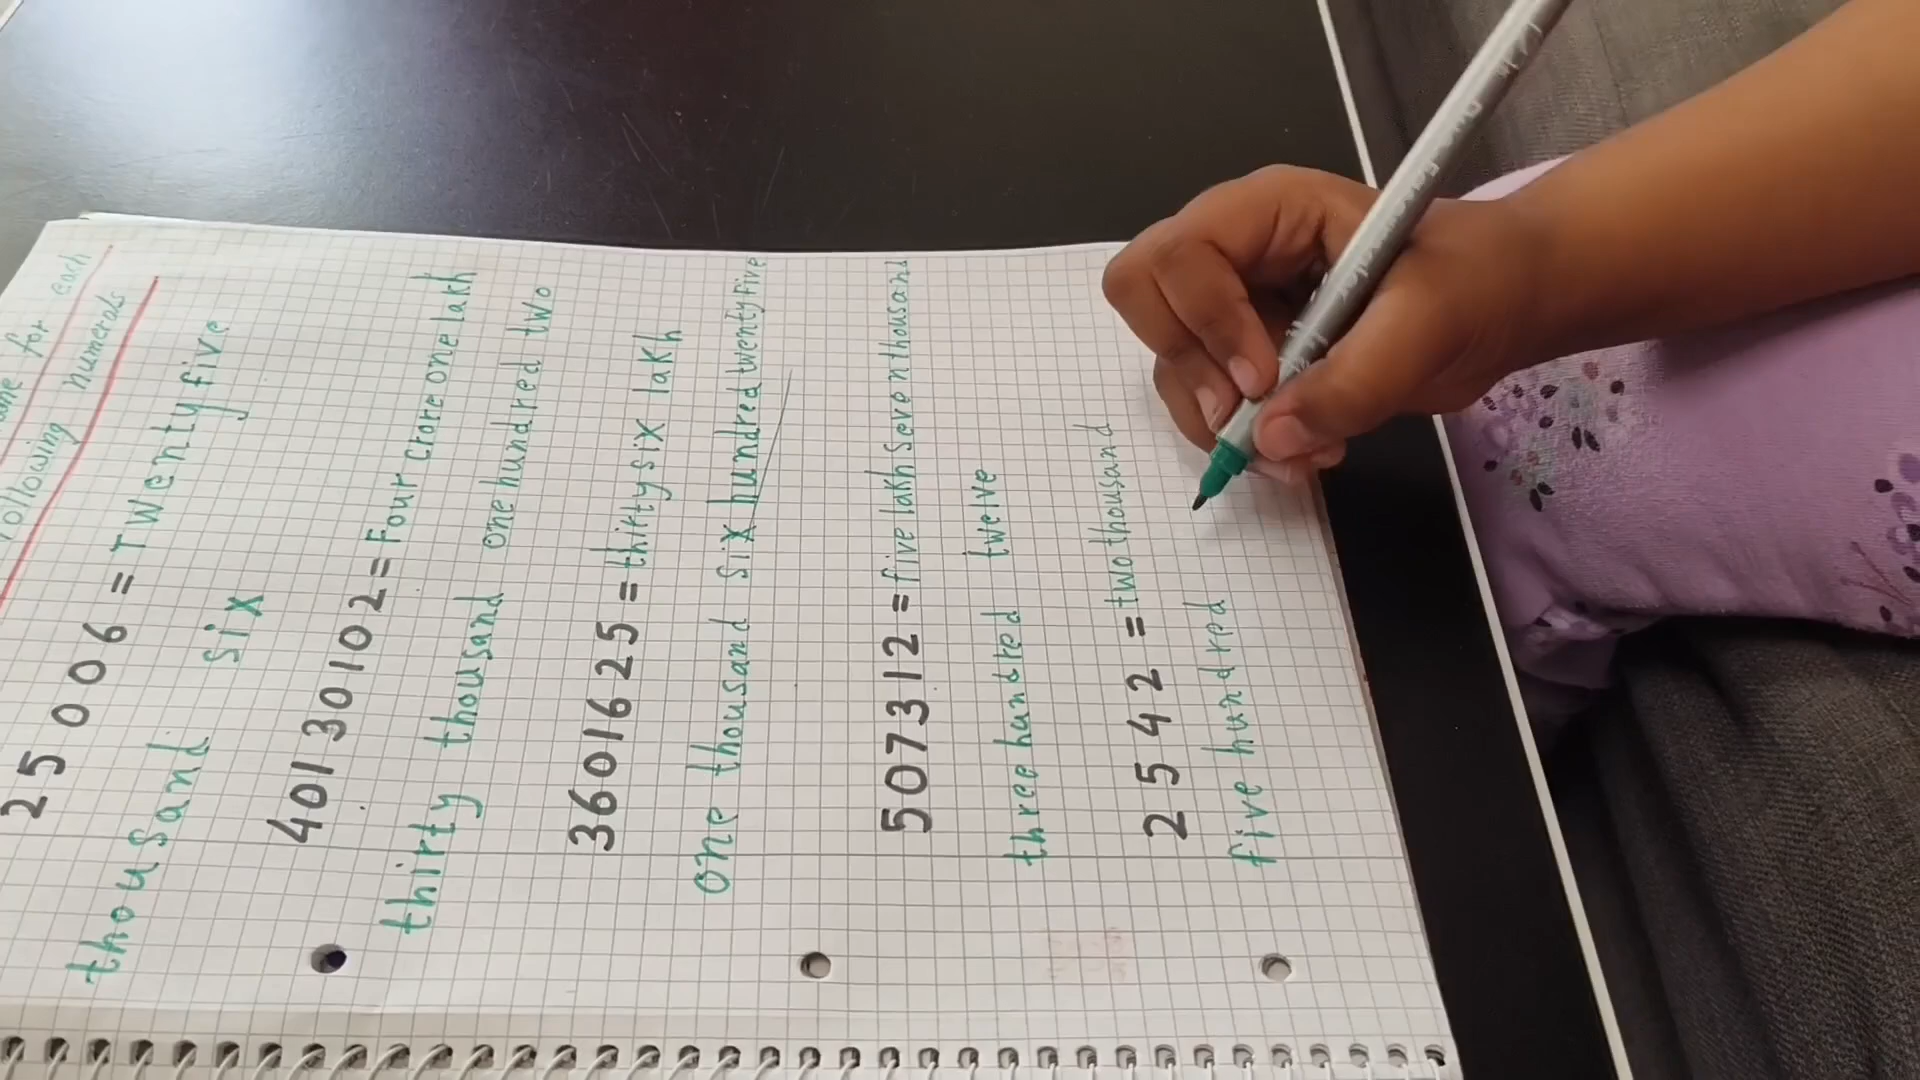 for each
following numerals
25006 = Twenty five
thousand six
40130102 = Four crore one lakh
thirty thousand one hundred two
3601625 = thirty six lakh
one thousand six hundred twenty five
507312 = five lakh seven thousand
three hundred twelve
2542 = two thousand
five hundred